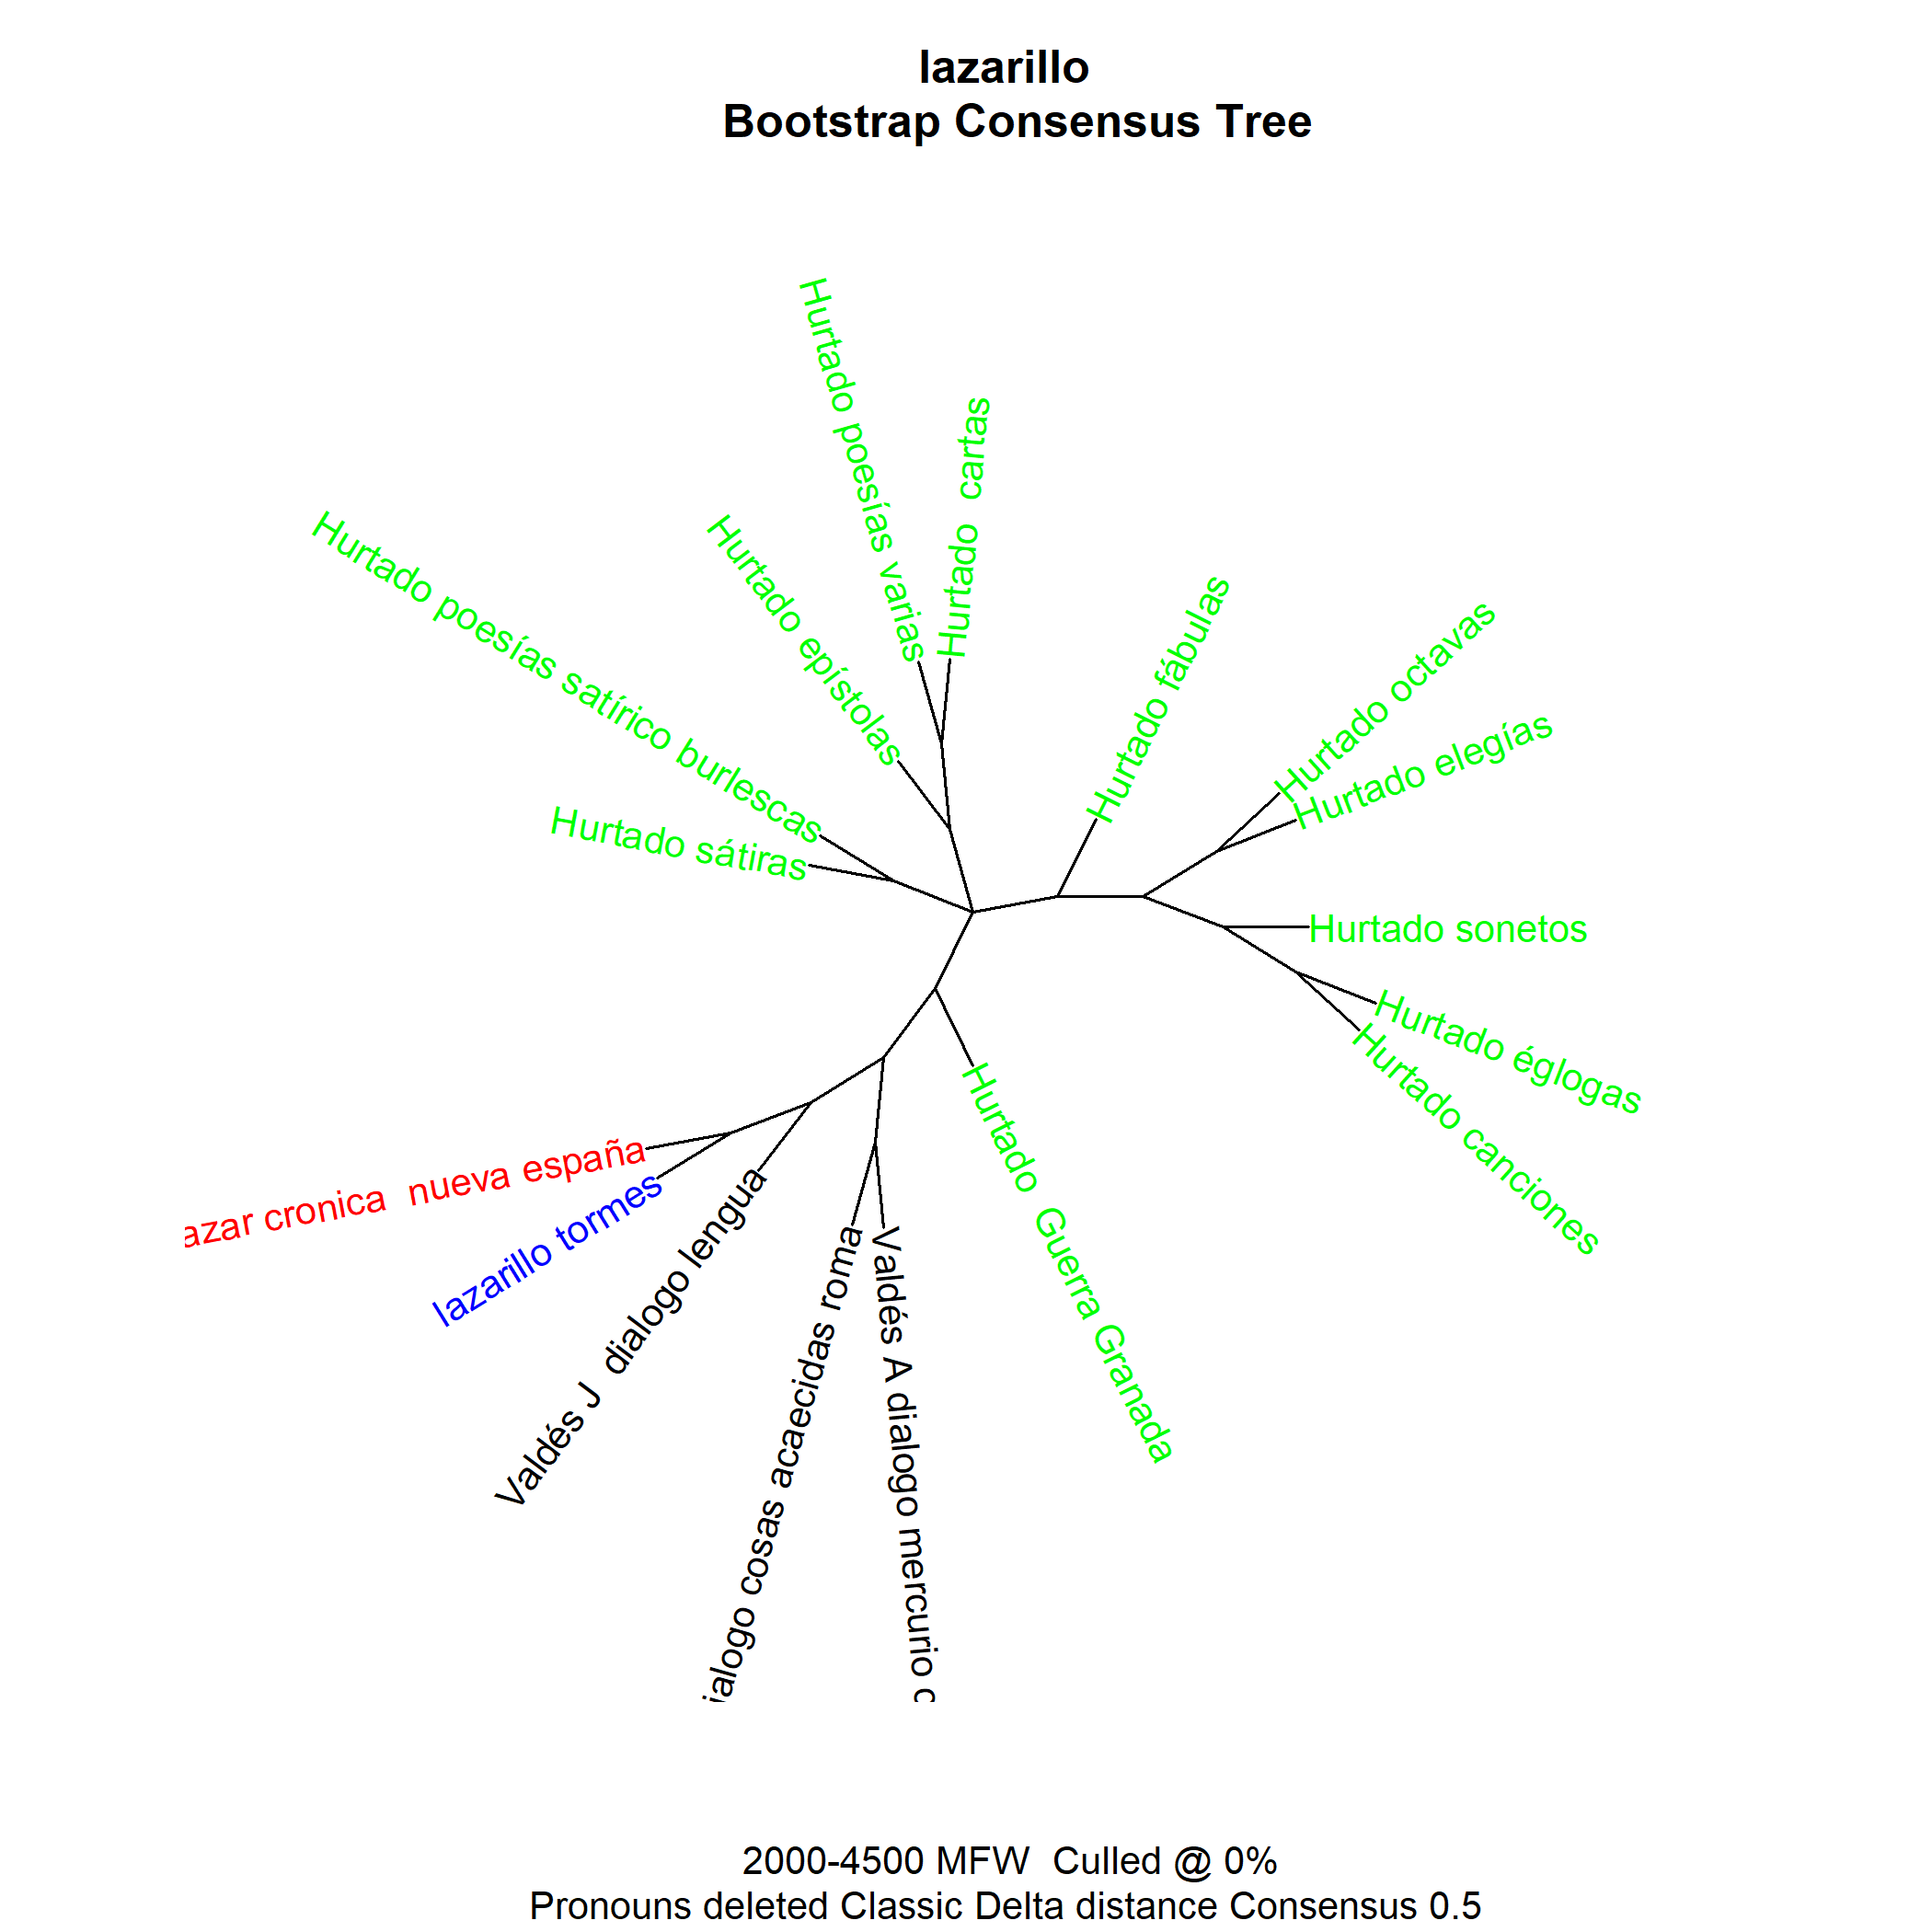 lazarillo
Bootstrap Consensus Tree
Hurtado poesías varias
Hurtado  cartas
Hurtado epístolas
Hurtado poesías satírico burlescas
Hurtado sátiras
Hurtado fábulas
Hurtado octavas
Hurtado elegías
Hurtado sonetos
Hurtado églogas
Hurtado canciones
Hurtado  Guerra Granada
azar cronica  nueva españa
lazarillo tormes
Valdés J  dialogo lengua
ialogo cosas acaecidas roma
Valdés A dialogo mercurio c
2000-4500 MFW  Culled @ 0%
Pronouns deleted Classic Delta distance Consensus 0.5